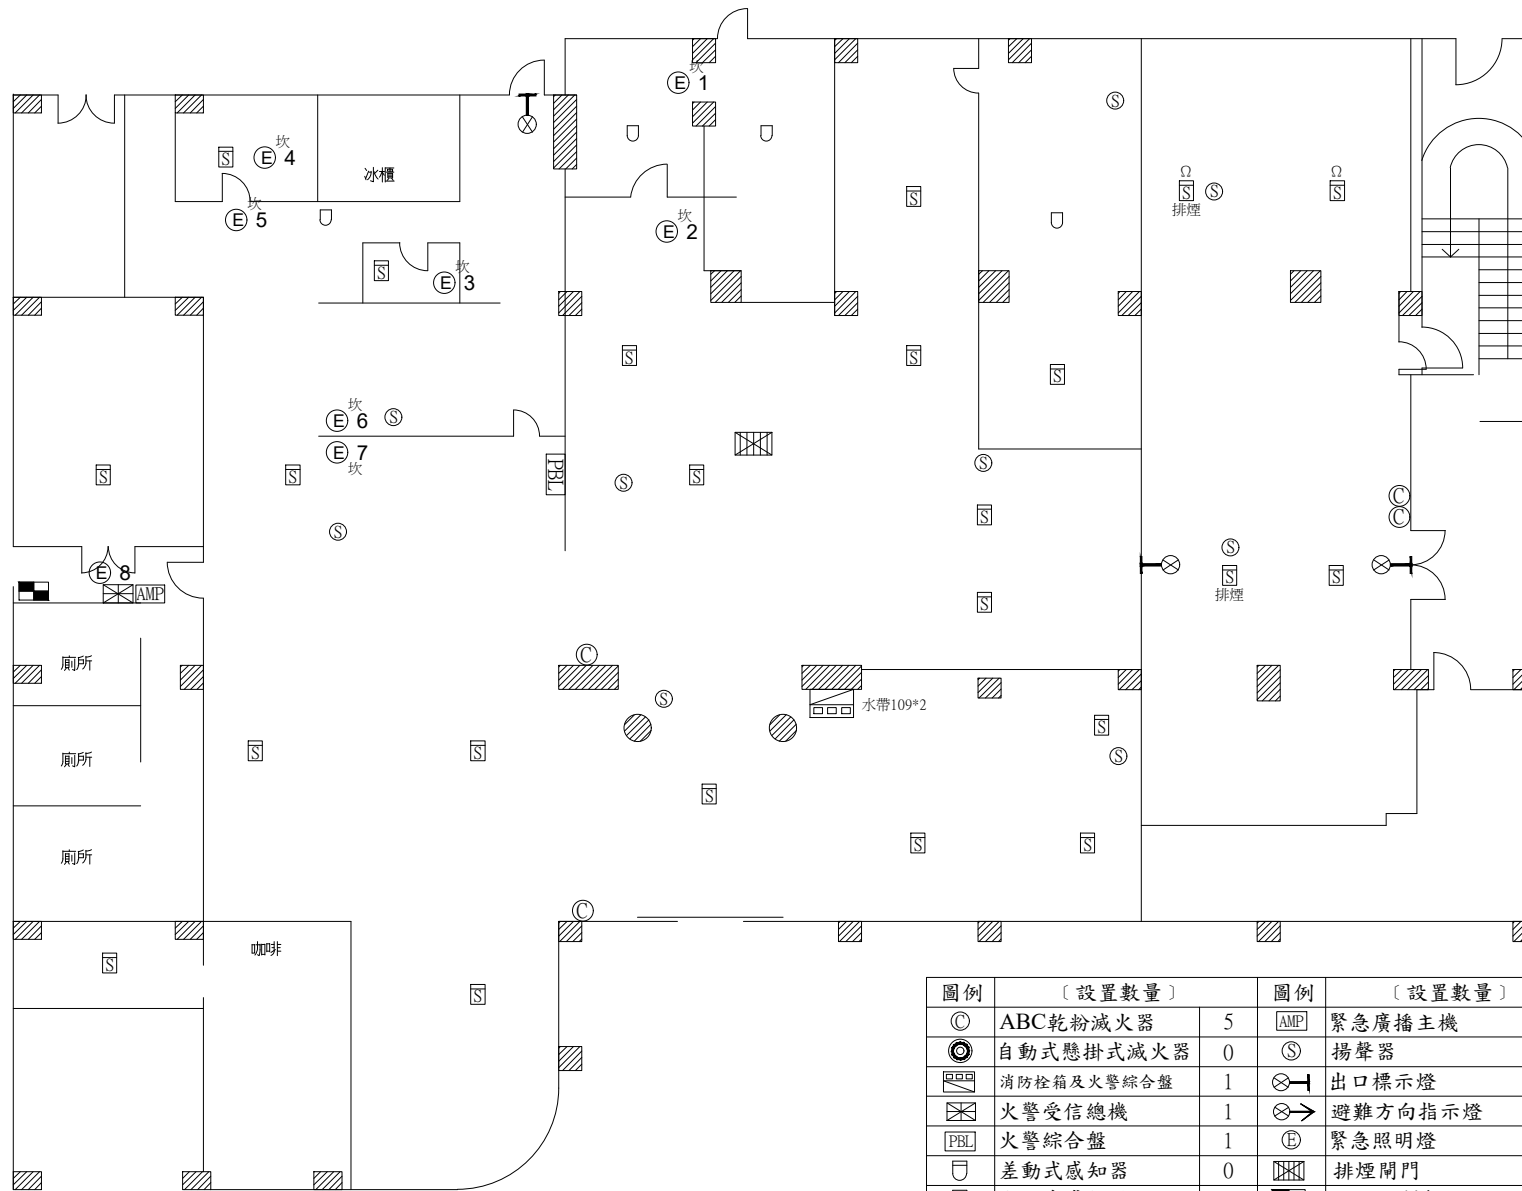 坎
E 1
S
坎
E 4
S
冰櫃
坎
E 5
坎
E 2
S
Ω
S
S
排煙
Ω
S
S
坎
E 3
S
S
S
坎
E 6
S
E 7
坎
PBL
S
S
S
S
S
S
S
C
C
E 8
AMP
S
S
排煙
S
S
廁所
C
S
水帶109*2
S
S
廁所
S
S
S
S
S
廁所
C
咖啡
S
S
圖例 〔設置數量〕 圖例 〔設置數量〕
C ABC乾粉滅火器 5 AMP 緊急廣播主機
自動式懸掛式滅火器 0 S 揚聲器
消防栓箱及火警綜合盤 1 出口標示燈
火警受信總機 1 避難方向指示燈
PBL 火警綜合盤 1 E 緊急照明燈
差動式感知器 0 排煙閘門